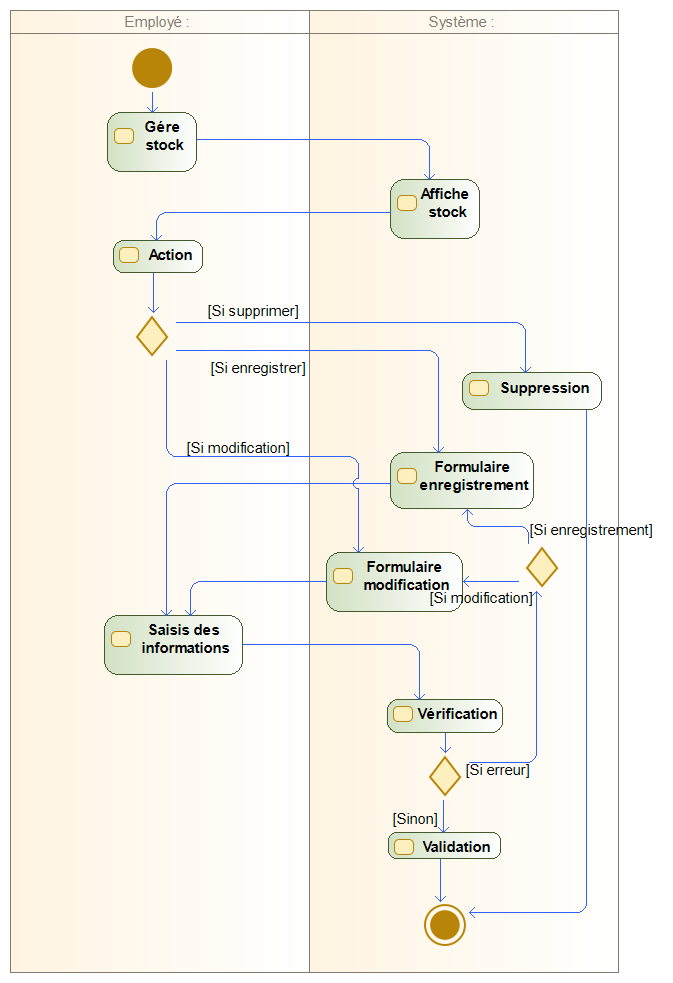 Employé :
Système :
Gére
stock
Affiche
stock
Action
[Si supprimer]
[Si enregistrer]
Suppression
[Si modification]
Formulaire
enregistrement
[Si enregistrement]
Formulaire
modification
[Si modification]
Saisis des
informations
Vérification
[Si erreur]
[Sinon]
Validation